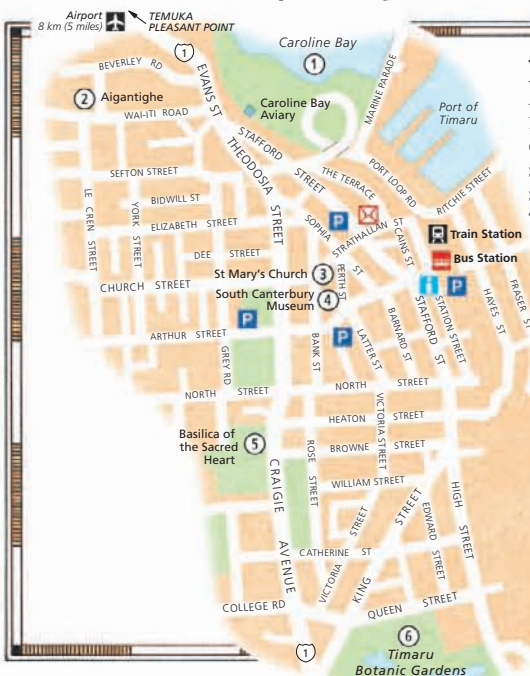 Airport
8 km (5 miles)
TEMUKA
PLEASANT POINT
1
Caroline Bay
1
BEVERLEY RD
EVANS ST
MARINE PARADE
2 Aigantighe
Caroline Bay
Aviary
Port of
Timaru
WAI-ITI ROAD
THEODOSIA STREET
STAFFORD STREET
THE TERRACE
PORT LOOP RD
RITCHIE STREET
SEFTON STREET
LE CREN STREET
YORK STREET
BIDWILL ST
ELIZABETH STREET
SOPHIA ST
P
STRATHALLAN ST
CAINS ST
Train Station
DEE STREET
Bus Station
St Mary's Church 3
PERTH ST
CHURCH STREET
South Canterbury
Museum
4
i
P
STAFFORD ST
STATION STREET
HAYES ST
FRASER ST
P
ARTHUR STREET
GREY RD
BANK ST
P
LATTER ST
BARNARD ST
NORTH STREET
NORTH STREET
HEATON STREET
VICTORIA STREET
Basilica of
the Sacred
Heart
5
ROSE STREET
BROWNE STREET
CRAIGIE AVENUE
WILLIAM STREET
HIGH STREET
EDWARD STREET
CATHERINE ST
VICTORIA STREET
KING STREET
COLLEGE RD
QUEEN STREET
1
6
Timaru
Botanic Gardens